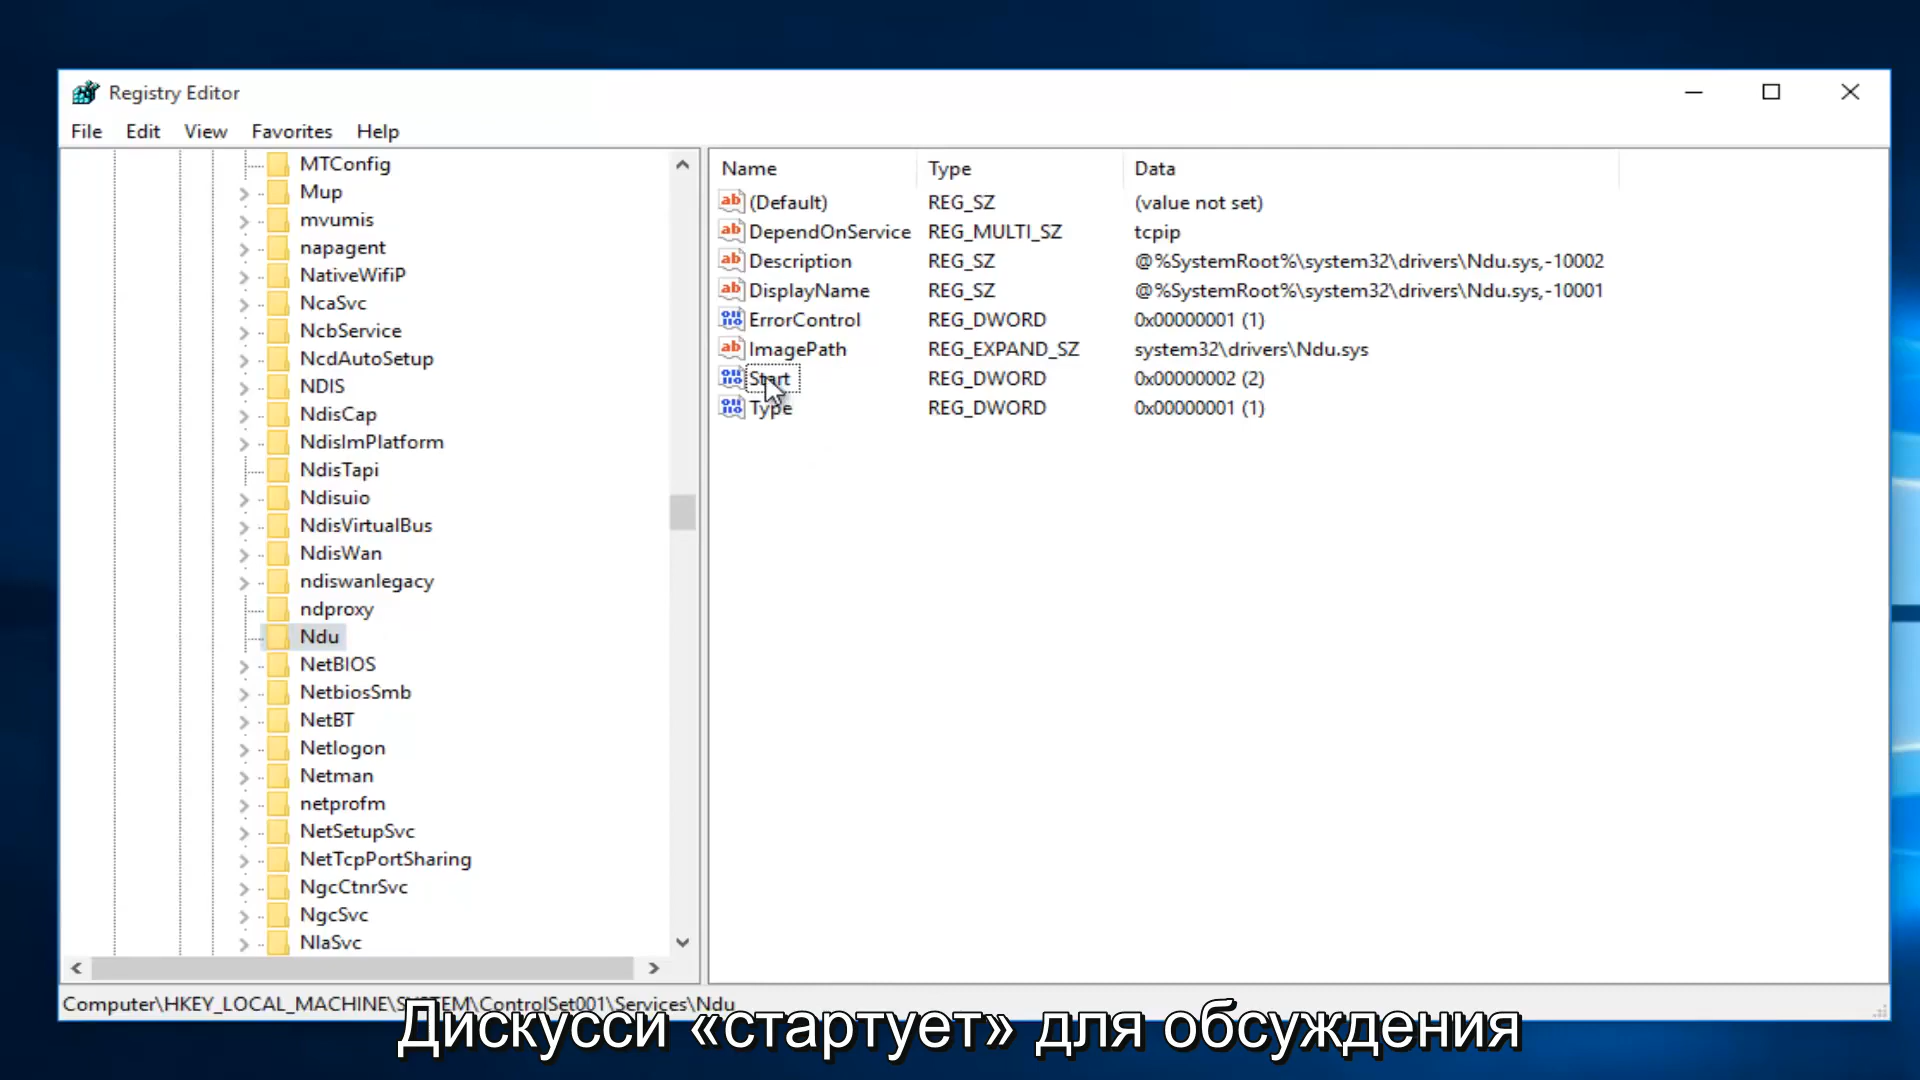 Registry Editor
File Edit View Favorites Help
MTConfig
Mup
mvumis
napagent
NativeWifiP
NcaSvc
NcbService
NcdAutoSetup
NDIS
NdisCap
NdisImPlatform
NdisTapi
Ndisuio
NdisVirtualBus
NdisWan
ndiswanlegacy
ndproxy
Ndu
NetBIOS
NetbiosSmb
NetBT
Netlogon
Netman
netprofm
NetSetupSvc
NetTcpPortSharing
NgcCtnrSvc
NgcSvc
NlaSvc
Name Type Data
(Default) REG_SZ (value not set)
DependOnService REG_MULTI_SZ tcpip
Description REG_SZ @%SystemRoot%\system32\drivers\Ndu.sys,-10002
DisplayName REG_SZ @%SystemRoot%\system32\drivers\Ndu.sys,-10001
ErrorControl REG_DWORD 0x00000001 (1)
ImagePath REG_EXPAND_SZ system32\drivers\Ndu.sys
Start REG_DWORD 0x00000002 (2)
Type REG_DWORD 0x00000001 (1)
Computer\HKEY_LOCAL_MACHINE\SYSTEM\ControlSet001\Services\Ndu
Дискусси «стартует» для обсуждения